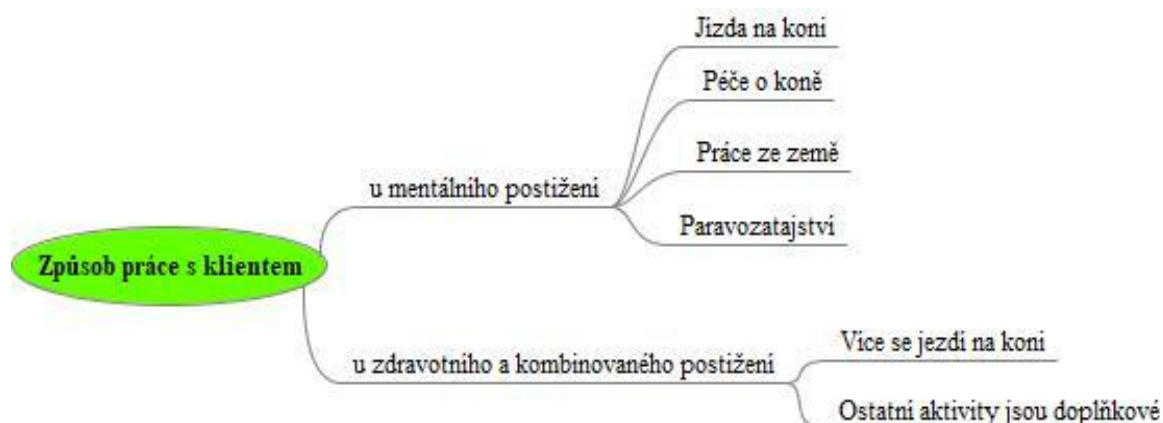 Způsob práce s klientem
u mentálního postižení
Jizda na koni
Péče o koně
Práce ze země
Paravozatajství
u zdravotního a kombinovaného postižení
Více se jezdí na koni
Ostatní aktivity jsou doplňkové